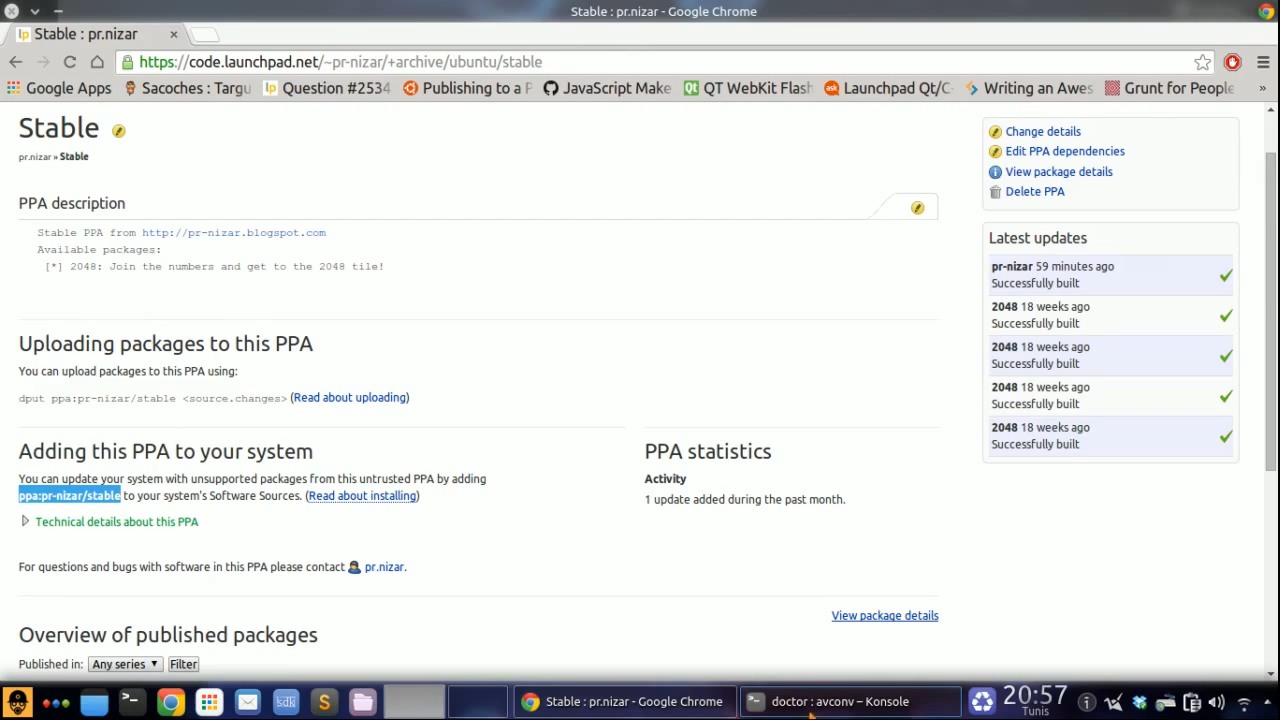 Stable : pr.nizar - Google Chrome
Stable : pr.nizar
https://code.launchpad.net/~pr-nizar/+archive/ubuntu/stable
Google Apps Sacoches : Targu Question #2534 Publishing to a P JavaScript Make QT WebKit Flash Launchpad Qt/C- Writing an Awes Grunt for People »
Stable
pr.nizar » Stable
PPA description
Stable PPA from http://pr-nizar.blogspot.com
Available packages:
[*] 2048: Join the numbers and get to the 2048 tile!
Uploading packages to this PPA
You can upload packages to this PPA using:
dput ppa:pr-nizar/stable <source.changes> (Read about uploading)
Adding this PPA to your system
You can update your system with unsupported packages from this untrusted PPA by adding
ppa:pr-nizar/stable to your system's Software Sources. (Read about installing)
Technical details about this PPA
For questions and bugs with software in this PPA please contact pr.nizar.
PPA statistics
Activity
1 update added during the past month.
View package details
Overview of published packages
Published in: Any series Filter
Change details
Edit PPA dependencies
View package details
Delete PPA
Latest updates
pr-nizar 59 minutes ago
Successfully built
2048 18 weeks ago
Successfully built
2048 18 weeks ago
Successfully built
2048 18 weeks ago
Successfully built
2048 18 weeks ago
Successfully built
Stable : pr.nizar - Google Chrome
doctor : avconv – Konsole
20:57
Tunis